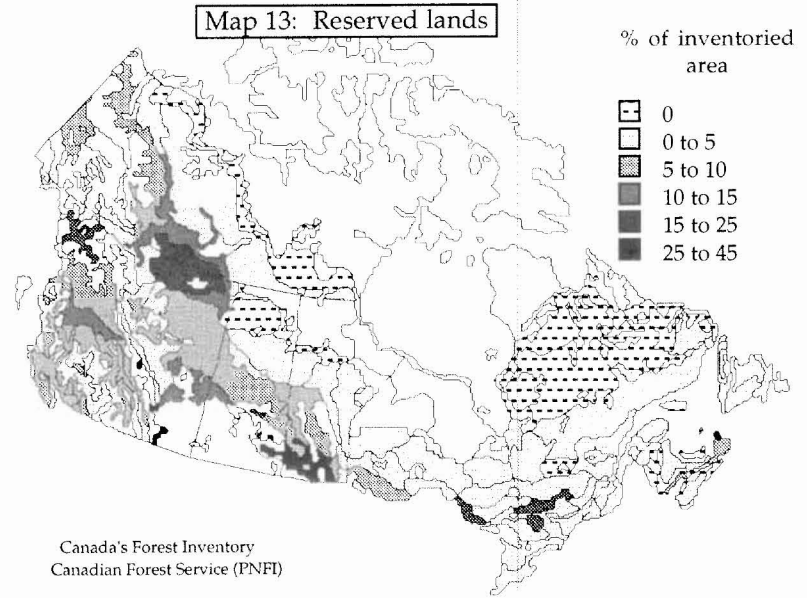 Map 13: Reserved lands
% of inventoried
area
0
0 to 5
5 to 10
10 to 15
15 to 25
25 to 45
Canada's Forest Inventory
Canadian Forest Service (PNFI)